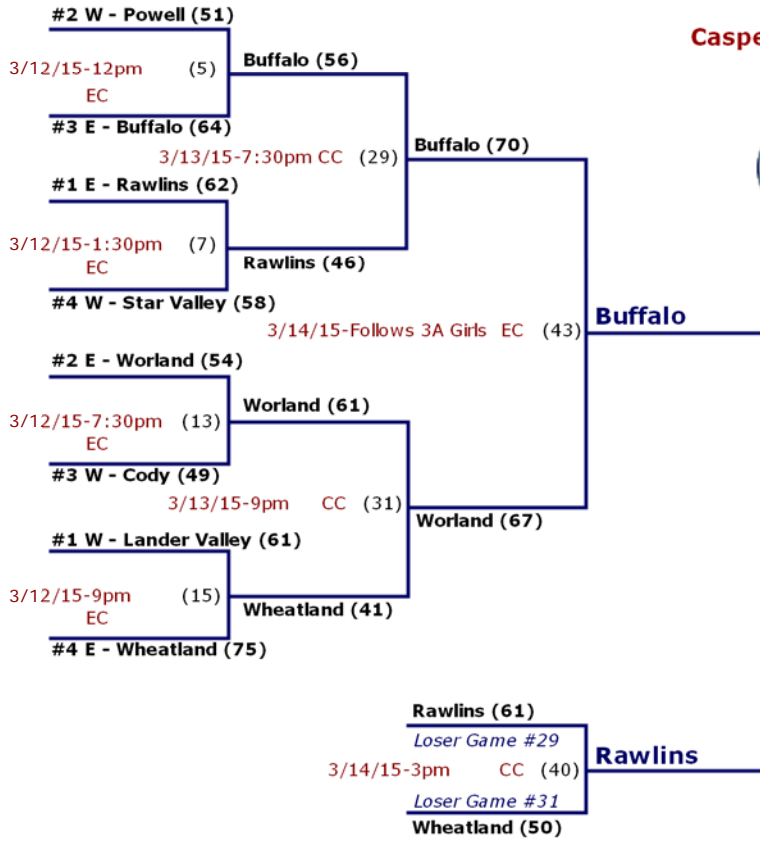 #2 W - Powell (51)
Caspe
Buffalo (56)
3/12/15-12pm (5)
EC
#3 E - Buffalo (64)
Buffalo (70)
3/13/15-7:30pm CC (29)
#1 E - Rawlins (62)
3/12/15-1:30pm (7)
EC
Rawlins (46)
#4 W - Star Valley (58)
Buffalo
3/14/15-Follows 3A Girls EC (43)
#2 E - Worland (54)
Worland (61)
3/12/15-7:30pm (13)
EC
#3 W - Cody (49)
3/13/15-9pm CC (31)
Worland (67)
#1 W - Lander Valley (61)
3/12/15-9pm (15)
EC
Wheatland (41)
#4 E - Wheatland (75)
Rawlins (61)
Loser Game #29
Rawlins
3/14/15-3pm CC (40)
Loser Game #31
Wheatland (50)